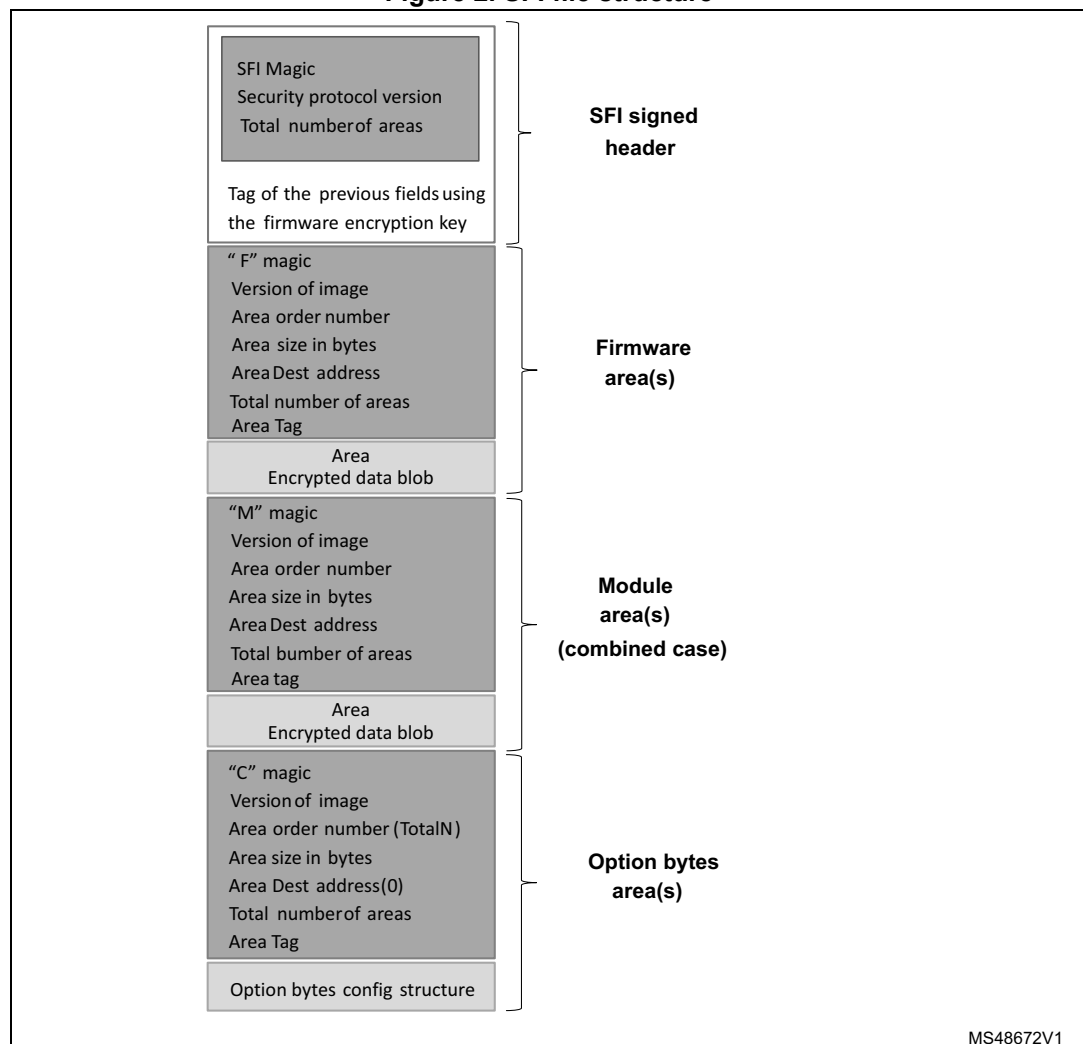 SFI Magic
Security protocol version
Total numberof areas
Tag of the previous fields using
the firmware encryption key
SFI signed
header
“ F” magic
Version of image
Area order number
Area size in bytes
Area Dest address
Total number of areas
Area Tag
Area
Encrypted data blob
Firmware
area(s)
“M” magic
Version of image
Area order number
Area size in bytes
Area Dest address
Total bumber of areas
Area tag
Area
Encrypted data blob
Module
area(s)
(combined case)
“C” magic
Version of image
Area order number (TotalN)
Area size in bytes
Area Dest address(0)
Total numberof areas
Area Tag
Option bytes config structure
Option bytes
area(s)
MS48672V1